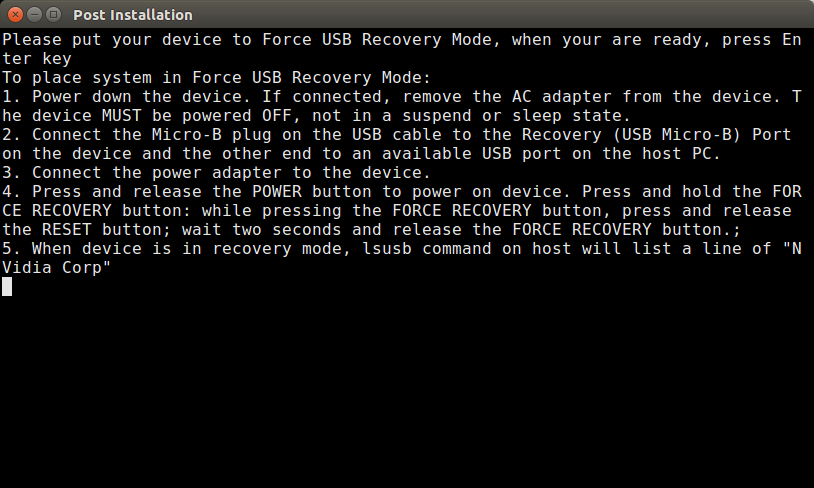 Post Installation
Please put your device to Force USB Recovery Mode, when your are ready, press En
ter key
To place system in Force USB Recovery Mode:
1. Power down the device. If connected, remove the AC adapter from the device. T
he device MUST be powered OFF, not in a suspend or sleep state.
2. Connect the Micro-B plug on the USB cable to the Recovery (USB Micro-B) Port
on the device and the other end to an available USB port on the host PC.
3. Connect the power adapter to the device.
4. Press and release the POWER button to power on device. Press and hold the FOR
CE RECOVERY button: while pressing the FORCE RECOVERY button, press and release
the RESET button; wait two seconds and release the FORCE RECOVERY button.;
5. When device is in recovery mode, lsusb command on host will list a line of "N
Vidia Corp"